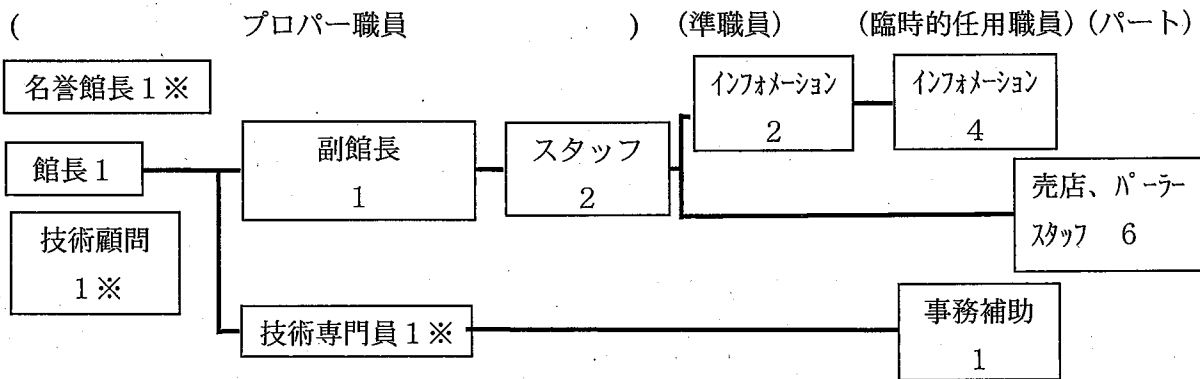 ( プロパー職員 ) (準職員) (臨時的任用職員) (パート)
名誉館長1※
館長1
技術顧問
1※
副館長
1
技術専門員1※
スタッフ
2
インフォメーション
2
インフォメーション
4
売店、パーラー
スタッフ 6
事務補助
1